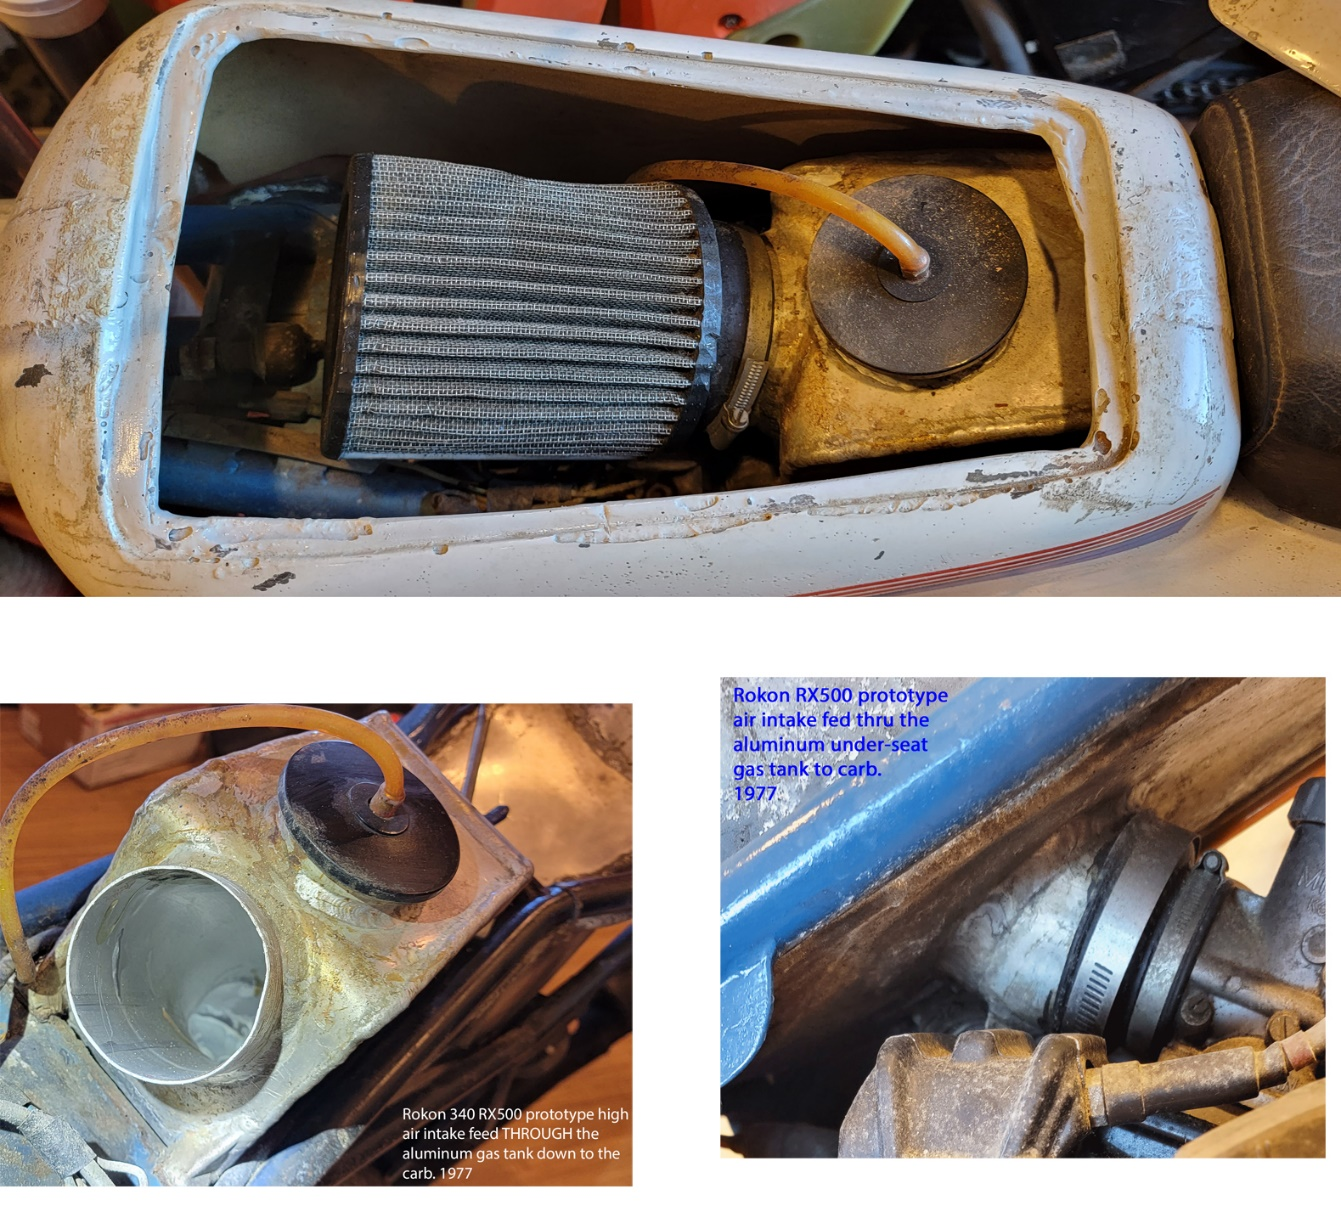 Rokon RX500 prototype
air intake fed thru the
aluminum under-seat
gas tank to carb.
1977
Rokon 340 RX500 prototype high
air intake feed THROUGH the
aluminum gas tank down to the
carb. 1977